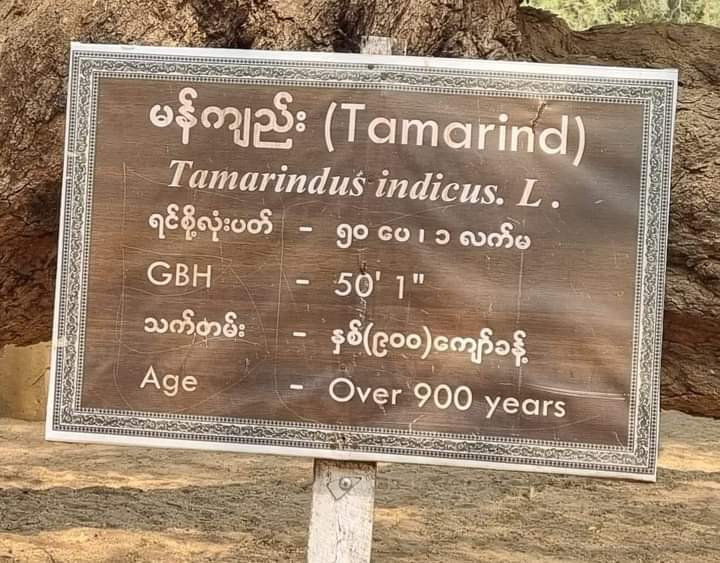 မန်ကျည်း (Tamarind)
Tamarindus indicus. L .
ရင်စို့လုံးပတ် - ၅၀ ပေ ၊ ၁ လက်မ
GBH - 50' 1"
သက်တမ်း - နှစ်(၉၀၀)ကျော်ခန့်
Age - Over 900 years